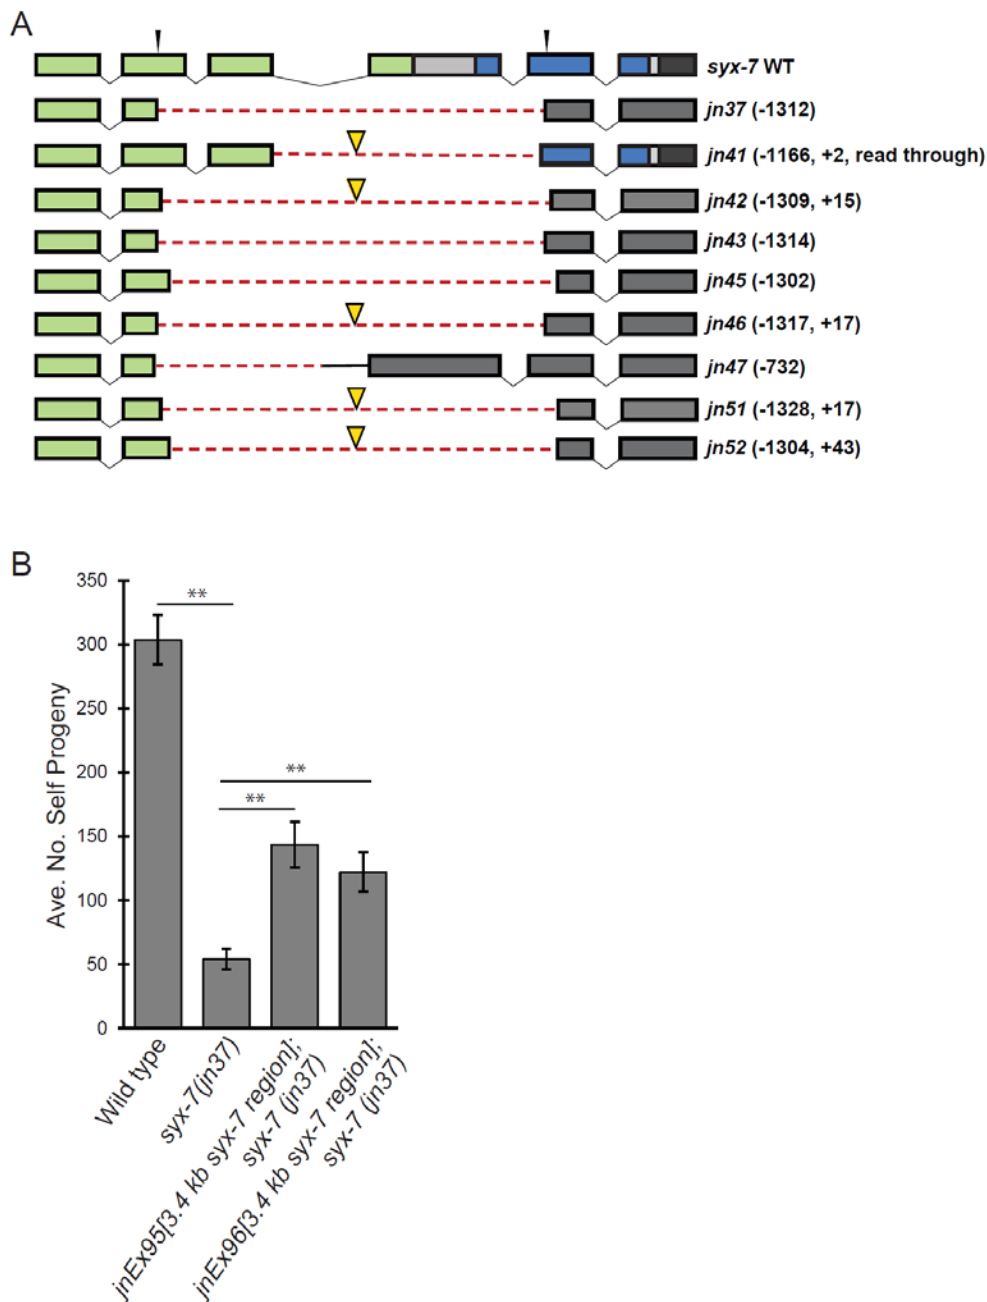 A
syx-7 WT
jn37 (-1312)
jn41 (-1166, +2, read through)
jn42 (-1309, +15)
jn43 (-1314)
jn45 (-1302)
jn46 (-1317, +17)
jn47 (-732)
jn51 (-1328, +17)
jn52 (-1304, +43)
B
Ave. No. Self Progeny
350
300
250
200
150
100
50
0
**
**
**
Wild type
syx-7(jn37)
jnEx95[3.4 kb syx-7 region];
syx-7 (jn37)
jnEx96[3.4 kb syx-7 region];
syx-7 (jn37)